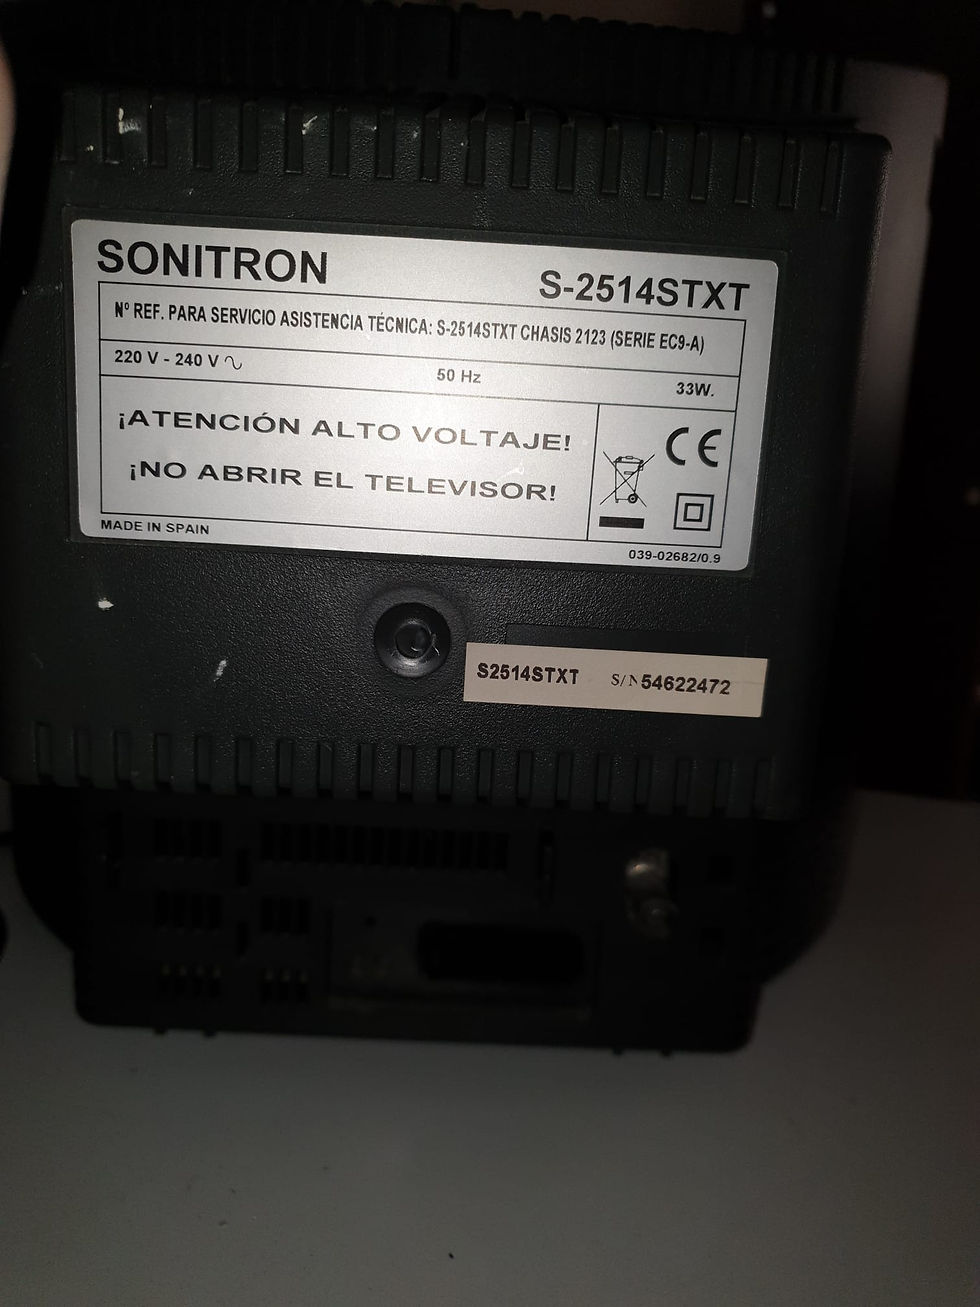 SONITRON
S-2514STXT
Nº REF. PARA SERVICIO ASISTENCIA TÉCNICA: S-2514STXT CHASIS 2123 (SERIE EC9-A)
220 V - 240 V ∿ 50 Hz 33W.
¡ATENCIÓN ALTO VOLTAJE!
¡NO ABRIR EL TELEVISOR!
CE
MADE IN SPAIN
039-02682/0.9
S2514STXT S/N54622472